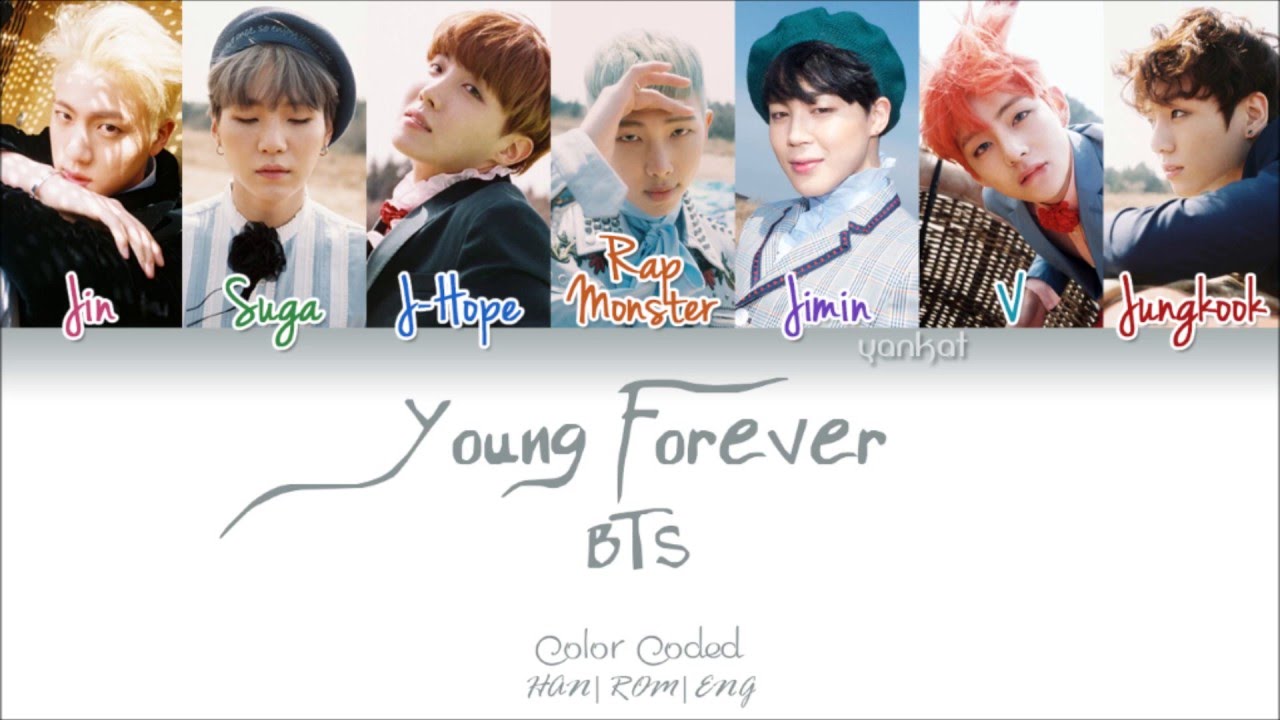 Jin
Suga
J-Hope
Rap
Monster
Jimin
V
Jungkook
yankat
Young Forever
BTS
Color Coded
HAN| ROM| ENG